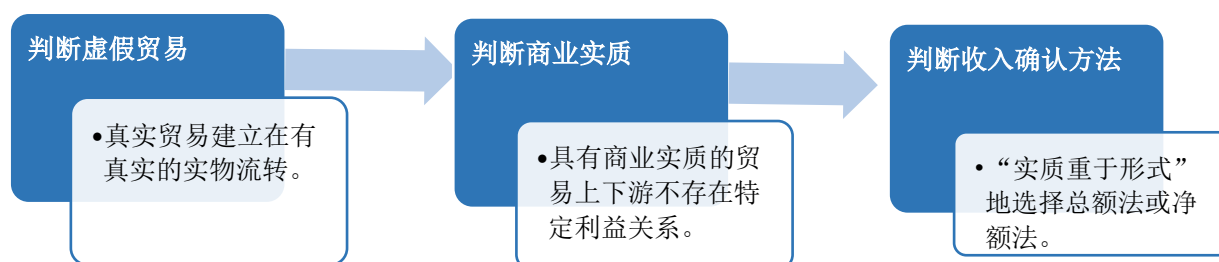 判断虚假贸易
•真实贸易建立在有
真实的实物流转。
判断商业实质
•具有商业实质的贸
易上下游不存在特
定利益关系。
判断收入确认方法
•“实质重于形式”
地选择总额法或净
额法。